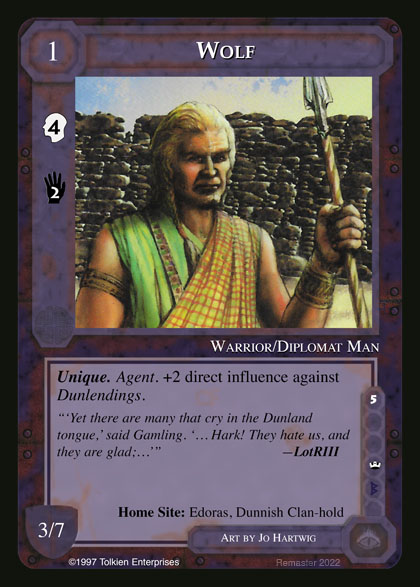 1
Wolf
4
2
Warrior/Diplomat Man
Unique. Agent. +2 direct influence against
Dunlendings.
“‘Yet there are many that cry in the Dunland
tongue,’ said Gamling. ‘… Hark! They hate us, and
they are glad;…’” —LotRIII
5
Home Site: Edoras, Dunnish Clan-hold
3/7
Art by Jo Hartwig
©1997 Tolkien Enterprises
Remaster 2022